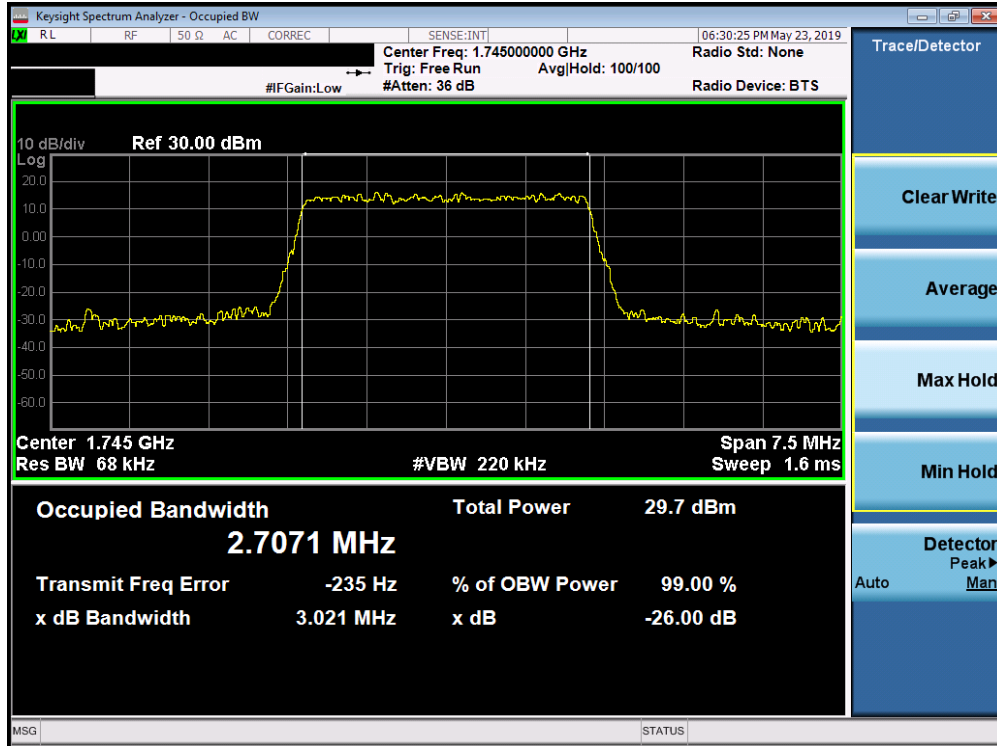 Keysight Spectrum Analyzer - Occupied BW
LXI RL RF 50 Ω AC CORREC SENSE:INT 06:30:25 PM May 23, 2019
Center Freq: 1.745000000 GHz Radio Std: None
Trig: Free Run Avg|Hold: 100/100
#IFGain:Low #Atten: 36 dB Radio Device: BTS
10 dB/div Ref 30.00 dBm
Log
20.0
10.0
0.00
-10.0
-20.0
-30.0
-40.0
-50.0
-60.0
Center 1.745 GHz Span 7.5 MHz
Res BW 68 kHz #VBW 220 kHz Sweep 1.6 ms
Occupied Bandwidth Total Power 29.7 dBm
2.7071 MHz
Transmit Freq Error -235 Hz % of OBW Power 99.00 %
x dB Bandwidth 3.021 MHz x dB -26.00 dB
MSG STATUS
Trace/Detector
Clear Write
Average
Max Hold
Min Hold
Detector
Peak▶
Auto Man